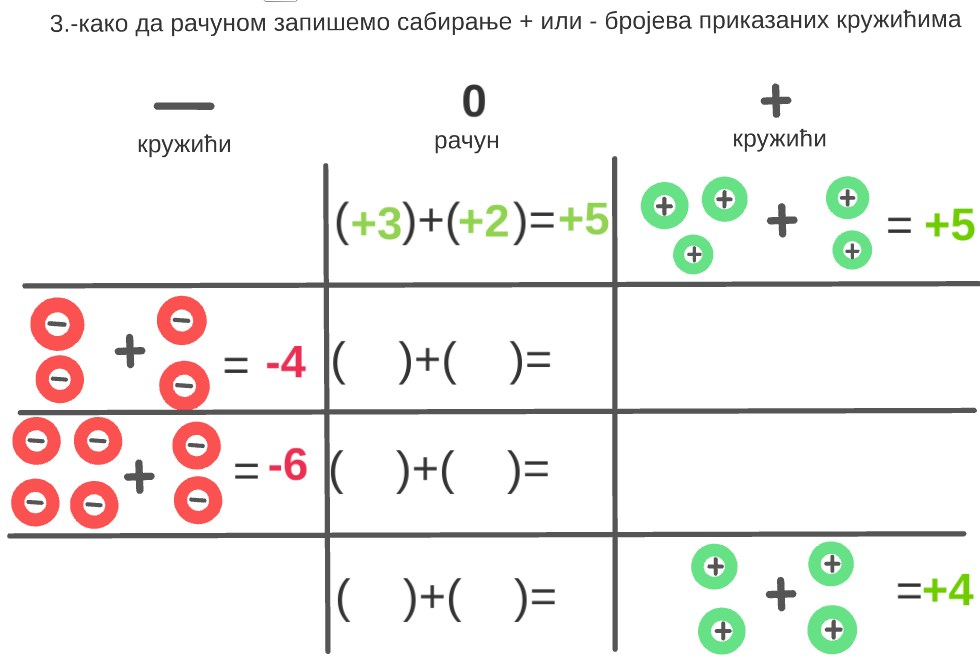 3.-како да рачуном запишемо сабирање + или - бројева приказаних кружићима
— 0 +
кружићи рачун кружићи
(+3)+(+2)=+5 + + + + + + = +5
- - + - - = -4 ( )+( )=
- - - - + - - = -6 ( )+( )=
( )+( )= + + + + + =+4